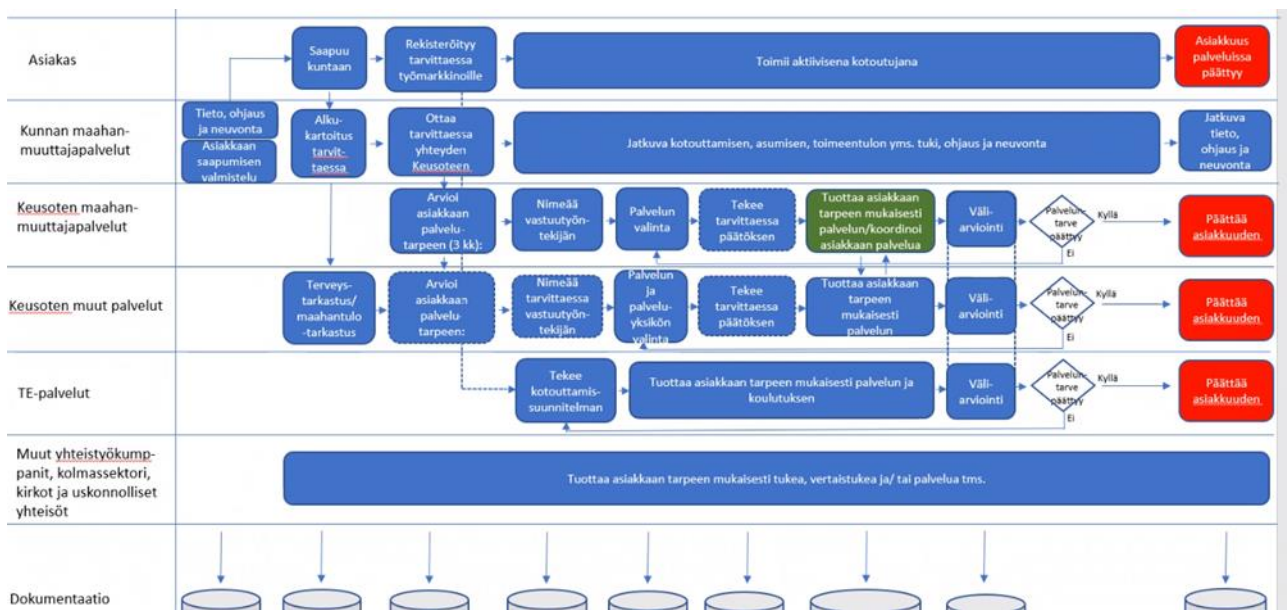 Asiakas
Saapuu
kuntaan
Rekisteröityy
tarvittaessa
työmarkkinoille
Toimii aktiivisena kotoutujana
Asiakkuus
palveluissa
päättyy
Kunnan maahan-
muuttajapalvelut
Tieto, ohjaus
ja neuvonta
Asiakkaan
saapumisen
valmistelu
Alku-
kartoitus
tarvit-
taessa
Ottaa
tarvittaessa
yhteyden
Keusoteen
Jatkuva kotouttamisen, asumisen, toimeentulon yms. tuki, ohjaus ja neuvonta
Jatkuva
tieto,
ohjaus ja
neuvonta
Keusoten maahan-
muuttajapalvelut
Arvioi
asiakkaan
palvelu-
tarpeen (3 kk):
Nimeää
vastuutyön-
tekijän
Palvelun
valinta
Tekee
tarvittaessa
päätöksen
Tuottaa asiakkaan
tarpeen mukaisesti
palvelun/koordinoi
asiakkaan palvelua
Väli-
arviointi
Palvelun-
tarve
päättyy
Kyllä
Ei
Päättää
asiakkuuden
Keusoten muut palvelut
Terveys-
tarkastus/
maahantulo
-tarkastus
Arvioi
asiakkaan
palvelu-
tarpeen:
Nimeää
tarvittaessa
vastuutyön-
tekijän
Palvelun
ja
palvelu-
yksikön
valinta
Tekee
tarvittaessa
päätöksen
Tuottaa asiakkaan
tarpeen
mukaisesti
palvelun
Väli-
arviointi
Palvelun-
tarve
päättyy
Kyllä
Ei
Päättää
asiakkuuden
TE-palvelut
Tekee
kotouttamis-
suunnitelman
Tuottaa asiakkaan tarpeen mukaisesti palvelun ja
koulutuksen
Väli-
arviointi
Palvelun-
tarve
päättyy
Kyllä
Ei
Päättää
asiakkuuden
Muut yhteistyökump-
panit, kolmassektori,
kirkot ja uskonnolliset
yhteisöt
Tuottaa asiakkaan tarpeen mukaisesti tukea, vertaistukea ja/ tai palvelua tms.
Dokumentaatio